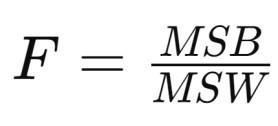 F = MSB / MSW